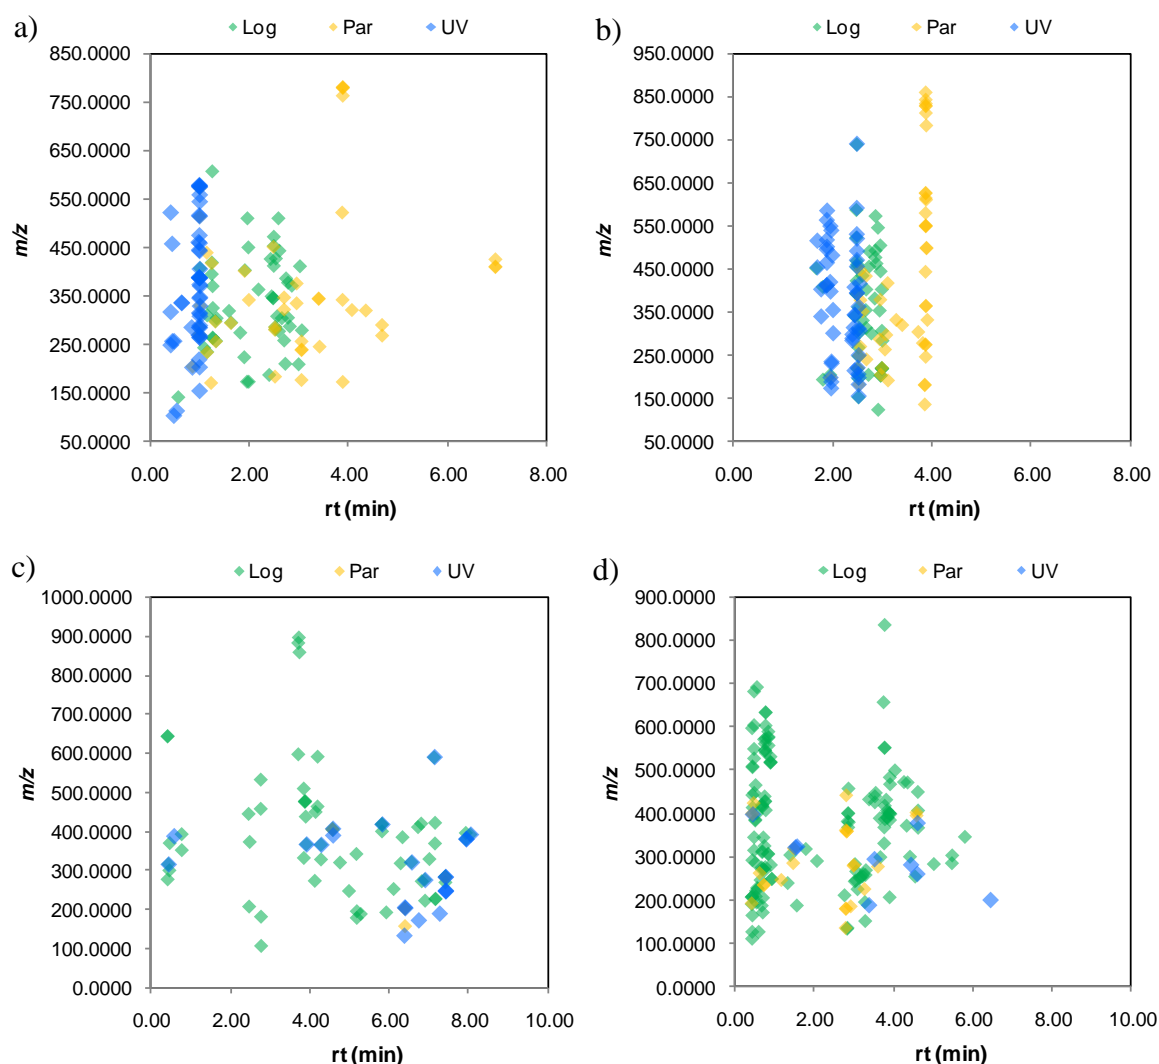 a)
Log Par UV
850.0000
750.0000
650.0000
550.0000
450.0000
350.0000
250.0000
150.0000
50.0000
m/z
0.00 2.00 4.00 6.00 8.00
rt (min)
b)
Log Par UV
950.0000
850.0000
750.0000
650.0000
550.0000
450.0000
350.0000
250.0000
150.0000
50.0000
m/z
0.00 2.00 4.00 6.00 8.00
rt (min)
c)
Log Par UV
1000.0000
900.0000
800.0000
700.0000
600.0000
500.0000
400.0000
300.0000
200.0000
100.0000
0.0000
m/z
0.00 2.00 4.00 6.00 8.00 10.00
rt (min)
d)
Log Par UV
900.0000
800.0000
700.0000
600.0000
500.0000
400.0000
300.0000
200.0000
100.0000
0.0000
m/z
0.00 2.00 4.00 6.00 8.00 10.00
rt (min)